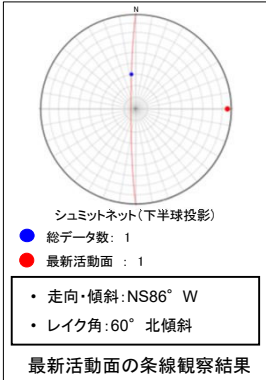 N
シュミットネット(下半球投影)
総データ数: 1
最新活動面 : 1
• 走向・傾斜:NS86°W
• レイク角:60°北傾斜
最新活動面の条線観察結果